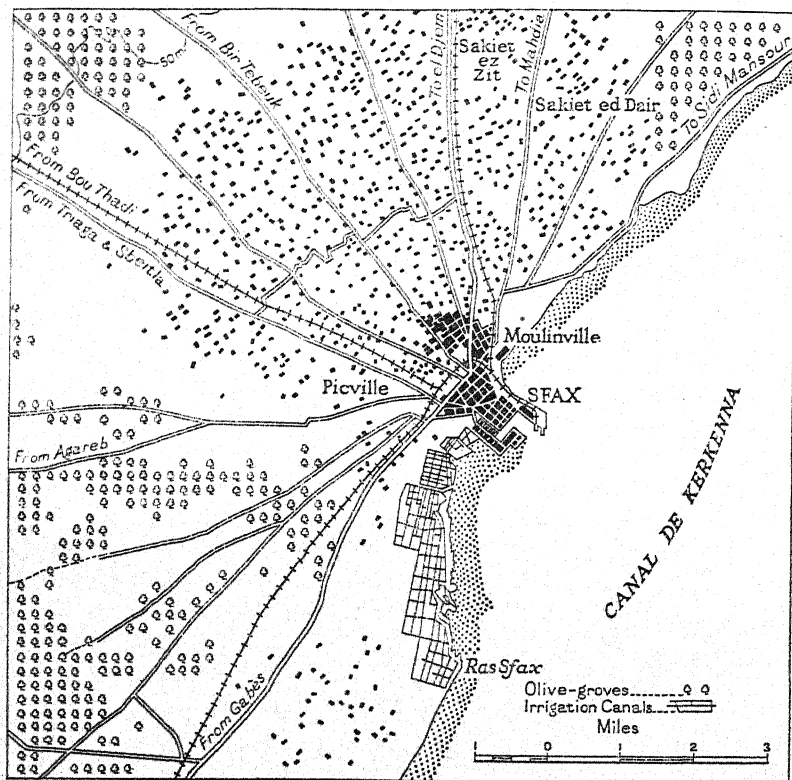 50m
From Bir Tebeuk
To el Djem
Sakiet
ez
Zit
To Mahdia
Sakiet ed Dair
To Sidi Mansour
From Bou Thadi
From Triaga & Sbeitla
Moulinville
Picville
SFAX
From Agareb
CANAL DE KERKENNA
Ras Sfax
From Gabès
Olive-groves
Irrigation Canals
Miles
1 0 1 2 3